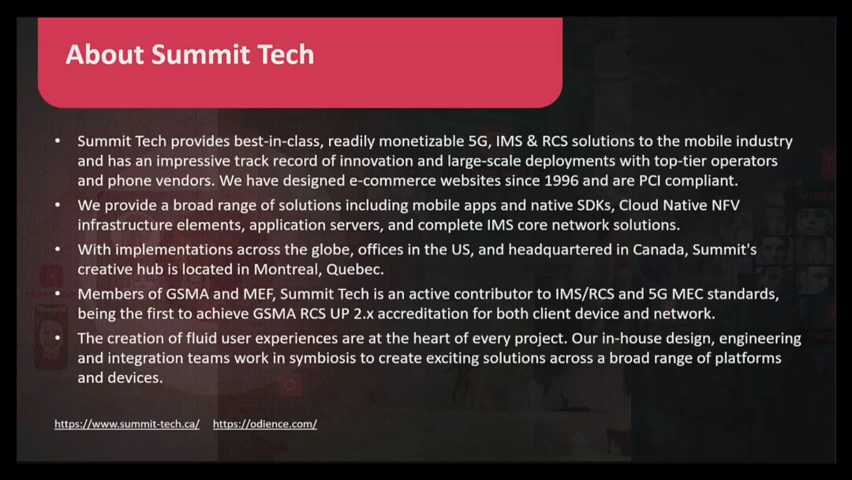 About Summit Tech
• Summit Tech provides best-in-class, readily monetizable 5G, IMS & RCS solutions to the mobile industry
and has an impressive track record of innovation and large-scale deployments with top-tier operators
and phone vendors. We have designed e-commerce websites since 1996 and are PCI compliant.
• We provide a broad range of solutions including mobile apps and native SDKs, Cloud Native NFV
infrastructure elements, application servers, and complete IMS core network solutions.
• With implementations across the globe, offices in the US, and headquartered in Canada, Summit's
creative hub is located in Montreal, Quebec.
• Members of GSMA and MEF, Summit Tech is an active contributor to IMS/RCS and 5G MEC standards,
being the first to achieve GSMA RCS UP 2.x accreditation for both client device and network.
• The creation of fluid user experiences are at the heart of every project. Our in-house design, engineering
and integration teams work in symbiosis to create exciting solutions across a broad range of platforms
and devices.
https://www.summit-tech.ca/ https://odience.com/